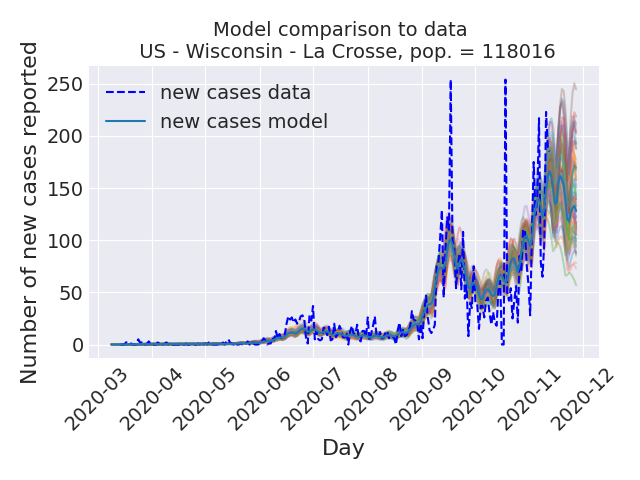 Model comparison to data
US - Wisconsin - La Crosse, pop. = 118016
Number of new cases reported
250
200
150
100
50
0
new cases data
new cases model
2020-03
2020-04
2020-05
2020-06
2020-07
2020-08
2020-09
2020-10
2020-11
2020-12
Day